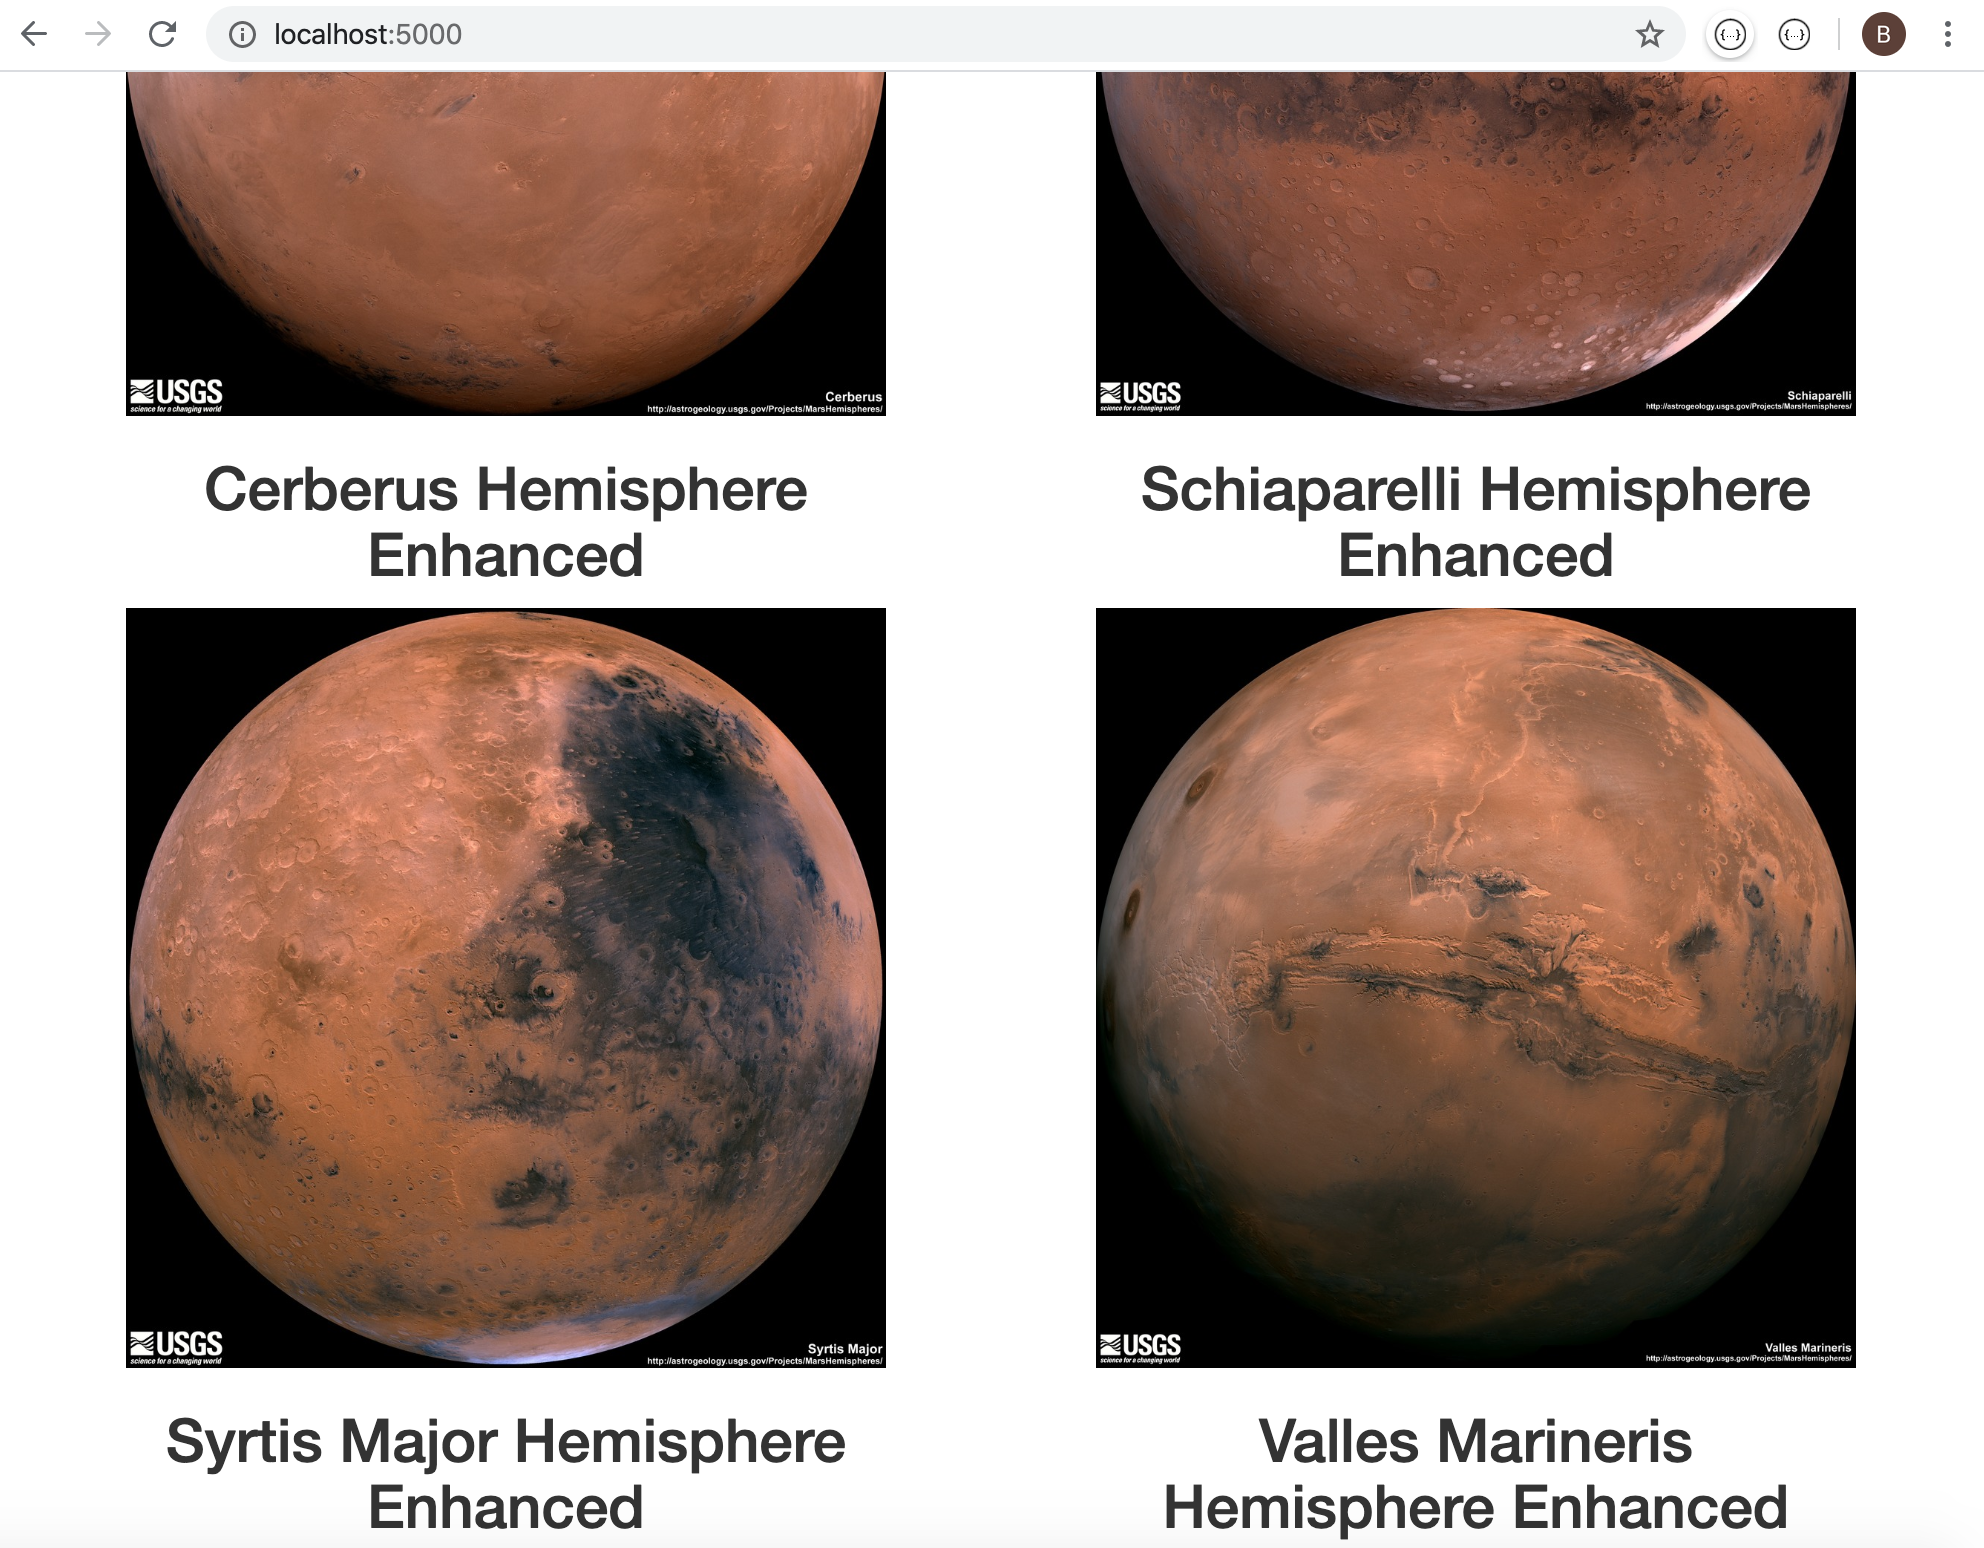 localhost:5000
B
USGS
science for a changing world
Cerberus
http://astrogeology.usgs.gov/Projects/MarsHemispheres/
USGS
science for a changing world
Schiaparelli
http://astrogeology.usgs.gov/Projects/MarsHemispheres/
Cerberus Hemisphere
Enhanced
Schiaparelli Hemisphere
Enhanced
USGS
science for a changing world
Syrtis Major
http://astrogeology.usgs.gov/Projects/MarsHemispheres/
USGS
science for a changing world
Valles Marineris
http://astrogeology.usgs.gov/Projects/MarsHemispheres/
Syrtis Major Hemisphere
Enhanced
Valles Marineris
Hemisphere Enhanced